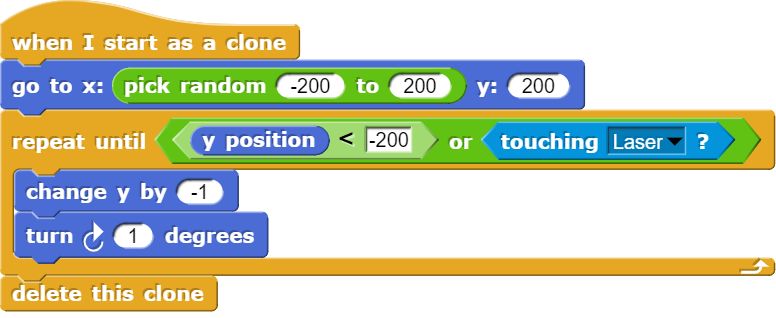 when I start as a clone
go to x: pick random -200 to 200 y: 200
repeat until y position < -200 or touching Laser ?
change y by -1
turn 1 degrees
delete this clone